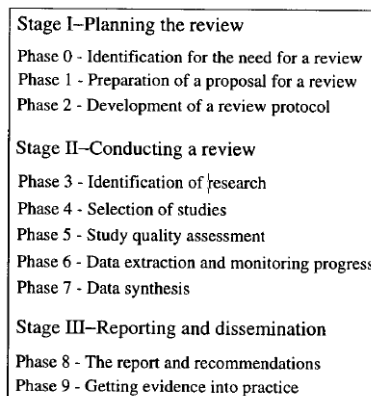 Stage I–Planning the review
Phase 0 - Identification for the need for a review
Phase 1 - Preparation of a proposal for a review
Phase 2 - Development of a review protocol
Stage II–Conducting a review
Phase 3 - Identification of research
Phase 4 - Selection of studies
Phase 5 - Study quality assessment
Phase 6 - Data extraction and monitoring progress
Phase 7 - Data synthesis
Stage III–Reporting and dissemination
Phase 8 - The report and recommendations
Phase 9 - Getting evidence into practice